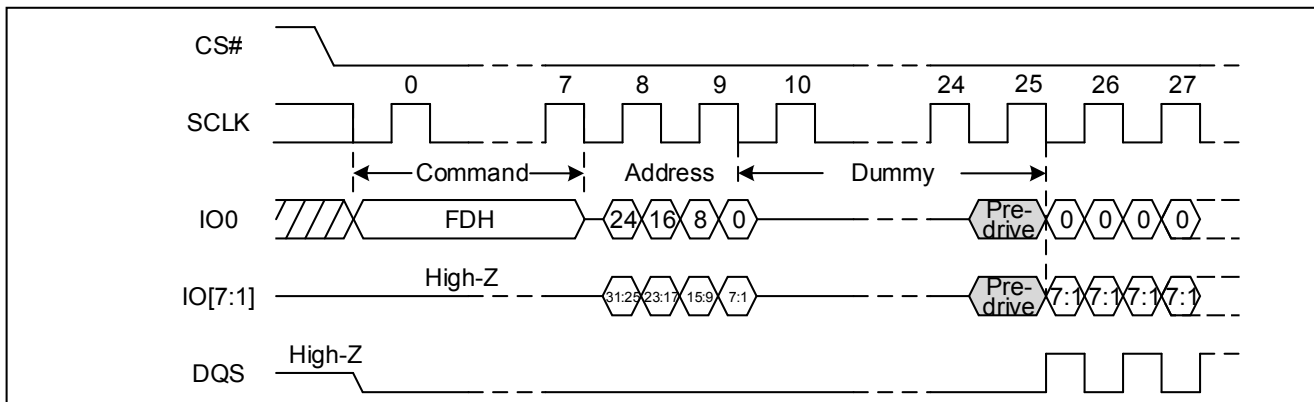 CS#
0 7 8 9 10 24 25 26 27
SCLK
Command Address Dummy
IO0 FDH 24 16 8 0 Pre-drive 0 0 0 0
High-Z
IO[7:1] 31:25 23:17 15:9 7:1 Pre-drive 7:1 7:1 7:1 7:1
High-Z
DQS